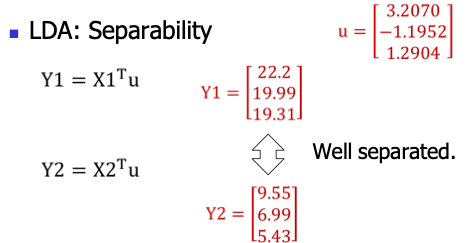 ▪ LDA: Separability
u = [3.2070
-1.1952
1.2904]
Y1 = X1ᵀu
Y1 = [22.2
19.99
19.31]
Well separated.
Y2 = X2ᵀu
Y2 = [9.55
6.99
5.43]